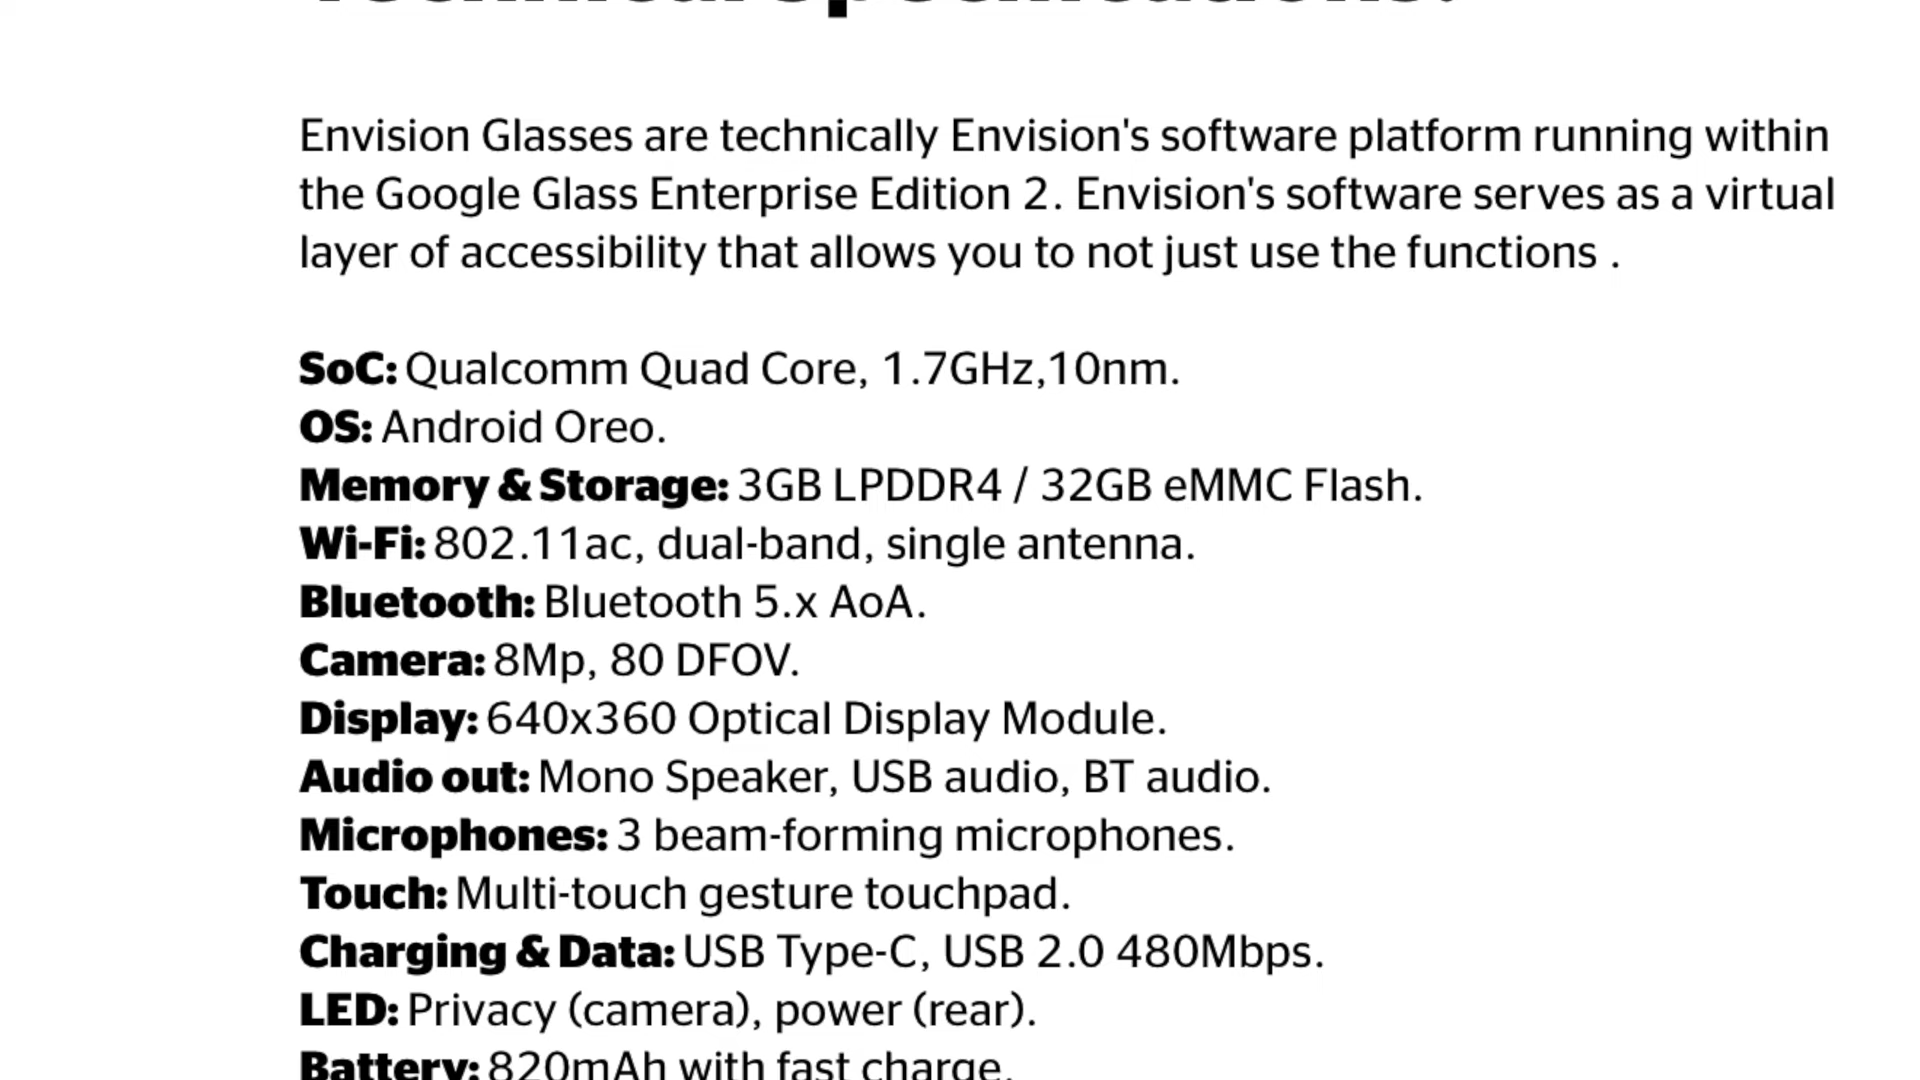 Technical Specifications:
Envision Glasses are technically Envision's software platform running within
the Google Glass Enterprise Edition 2. Envision's software serves as a virtual
layer of accessibility that allows you to not just use the functions .
SoC: Qualcomm Quad Core, 1.7GHz,10nm.
OS: Android Oreo.
Memory & Storage: 3GB LPDDR4 / 32GB eMMC Flash.
Wi-Fi: 802.11ac, dual-band, single antenna.
Bluetooth: Bluetooth 5.x AoA.
Camera: 8Mp, 80 DFOV.
Display: 640x360 Optical Display Module.
Audio out: Mono Speaker, USB audio, BT audio.
Microphones: 3 beam-forming microphones.
Touch: Multi-touch gesture touchpad.
Charging & Data: USB Type-C, USB 2.0 480Mbps.
LED: Privacy (camera), power (rear).
Battery: 820mAh with fast charge.